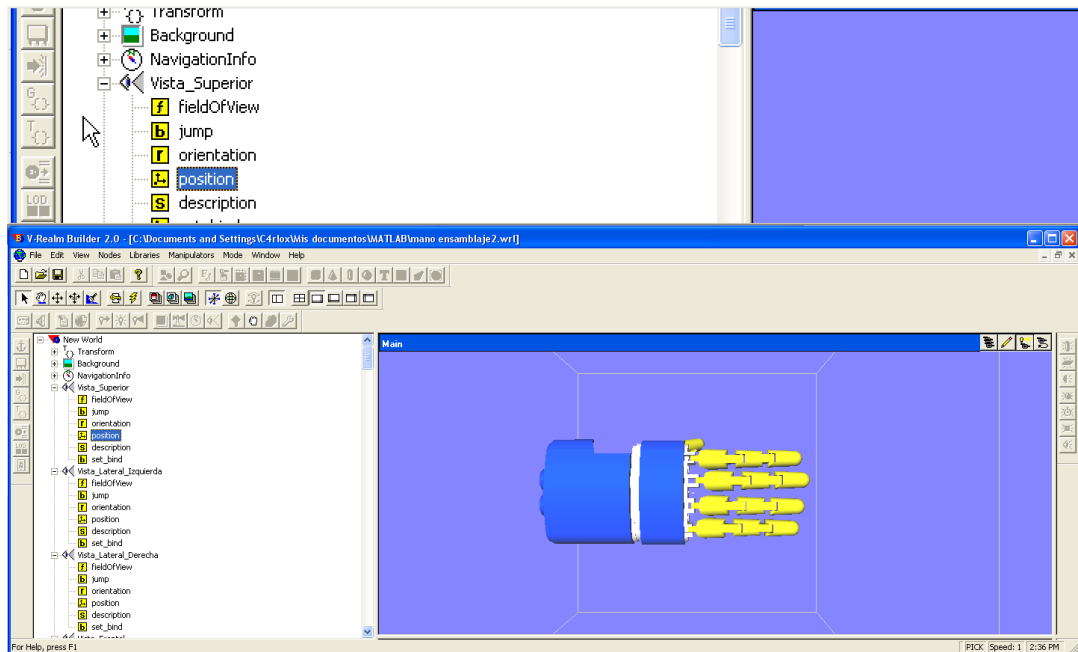 Transform
Background
NavigationInfo
Vista_Superior
fieldOfView
jump
orientation
position
description
V-Realm Builder 2.0 - [C:\Documents and Settings\C4rlox\Mis documentos\MATLAB\mano ensamblaje2.wrl]
File Edit View Nodes Libraries Manipulators Mode Window Help
New World
Transform
Background
NavigationInfo
Vista_Superior
fieldOfView
jump
orientation
position
description
set_bind
Vista_Lateral_Izquierda
fieldOfView
jump
orientation
position
description
set_bind
Vista_Lateral_Derecha
fieldOfView
jump
orientation
position
description
set_bind
Main
For Help, press F1
PICK Speed: 1 2:36 PM